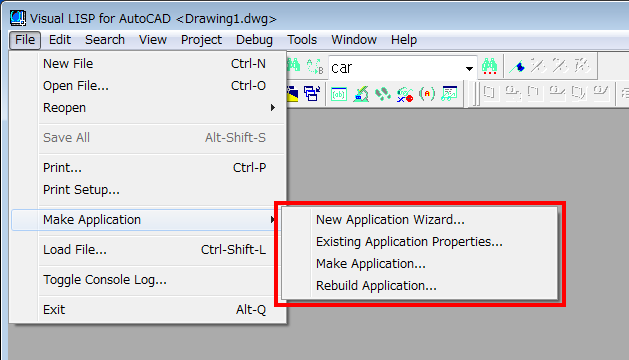 Visual LISP for AutoCAD <Drawing1.dwg>
File Edit Search View Project Debug Tools Window Help
New File Ctrl-N
Open File... Ctrl-O
Reopen
Save All Alt-Shift-S
Print... Ctrl-P
Print Setup...
Make Application
Load File... Ctrl-Shift-L
Toggle Console Log...
Exit Alt-Q
car
New Application Wizard...
Existing Application Properties...
Make Application...
Rebuild Application...